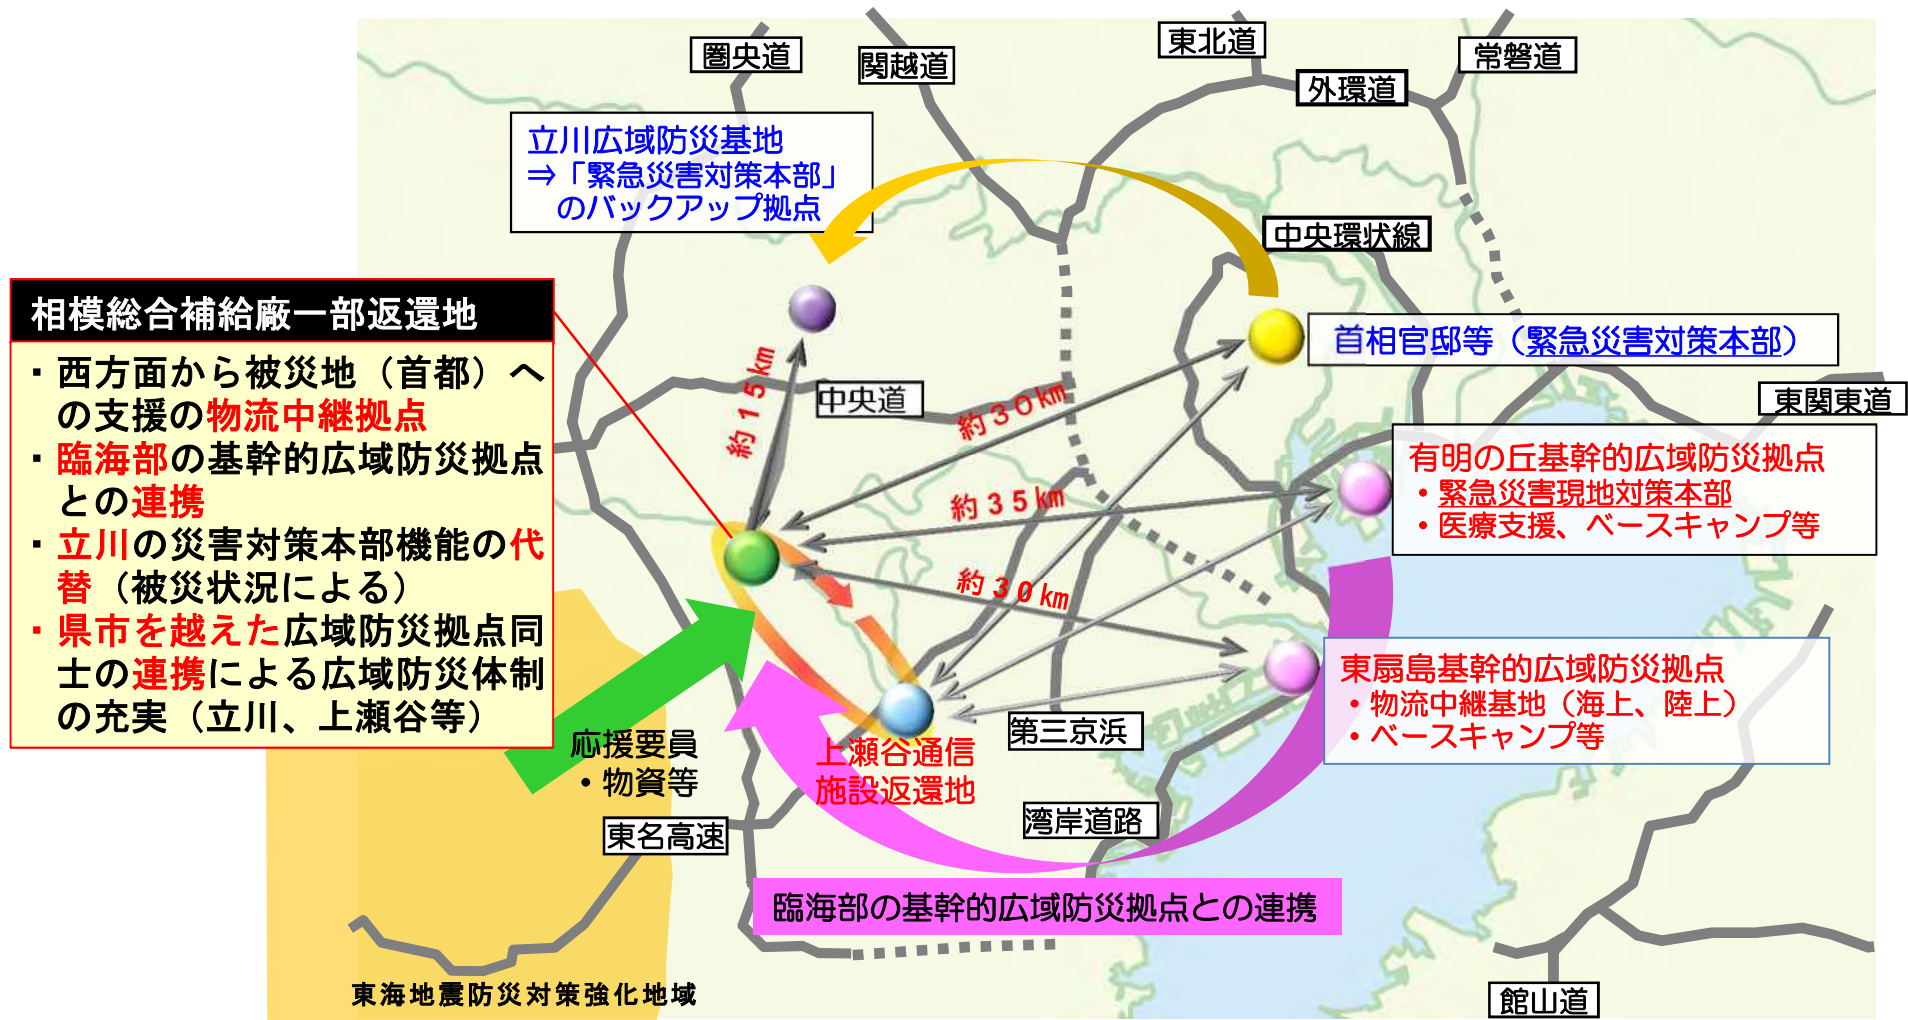 圏央道
関越道
東北道
常磐道
外環道
立川広域防災基地
⇒「緊急災害対策本部」
のバックアップ拠点
中央環状線
相模総合補給廠一部返還地
・西方面から被災地（首都）へ
の支援の物流中継拠点
・臨海部の基幹的広域防災拠点
との連携
・立川の災害対策本部機能の代
替（被災状況による）
・県市を越えた広域防災拠点同
士の連携による広域防災体制
の充実（立川、上瀬谷等）
首相官邸等（緊急災害対策本部）
約15km
中央道
約30km
東関東道
有明の丘基幹的広域防災拠点
・緊急災害現地対策本部
・医療支援、ベースキャンプ等
約35km
約30km
東扇島基幹的広域防災拠点
・物流中継基地（海上、陸上）
・ベースキャンプ等
応援要員
・物資等
上瀬谷通信
施設返還地
第三京浜
東名高速
湾岸道路
臨海部の基幹的広域防災拠点との連携
東海地震防災対策強化地域
館山道